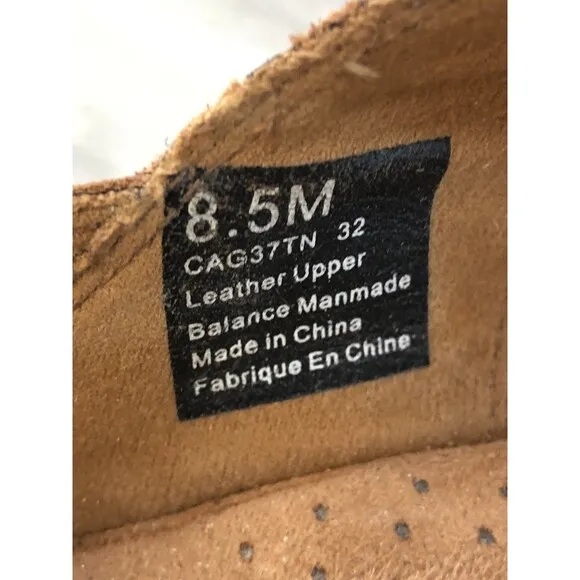 8.5M
CAG37TN 32
Leather Upper
Balance Manmade
Made in China
Fabrique En Chine